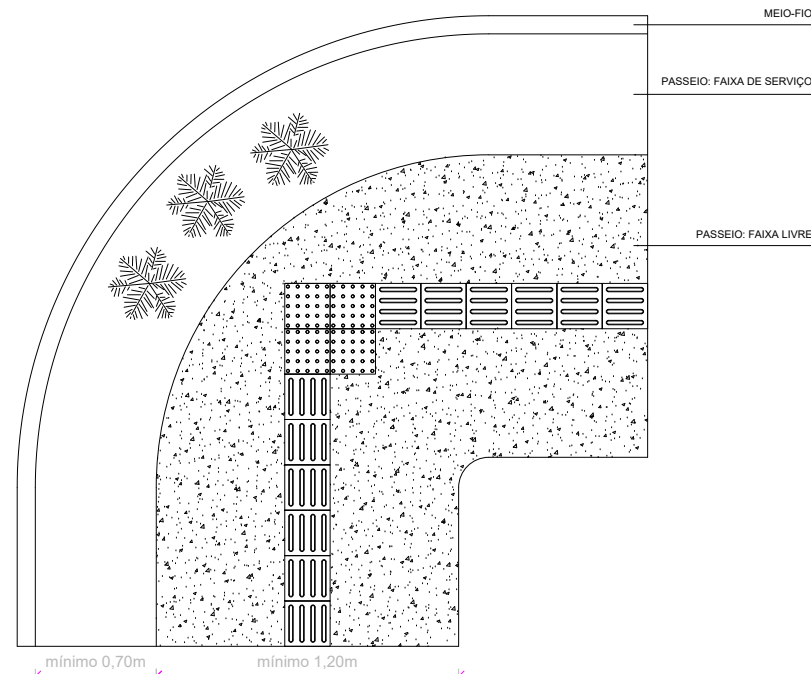 MEIO-FIO
PASSEIO: FAIXA DE SERVIÇO
PASSEIO: FAIXA LIVRE
mínimo 0,70m
mínimo 1,20m